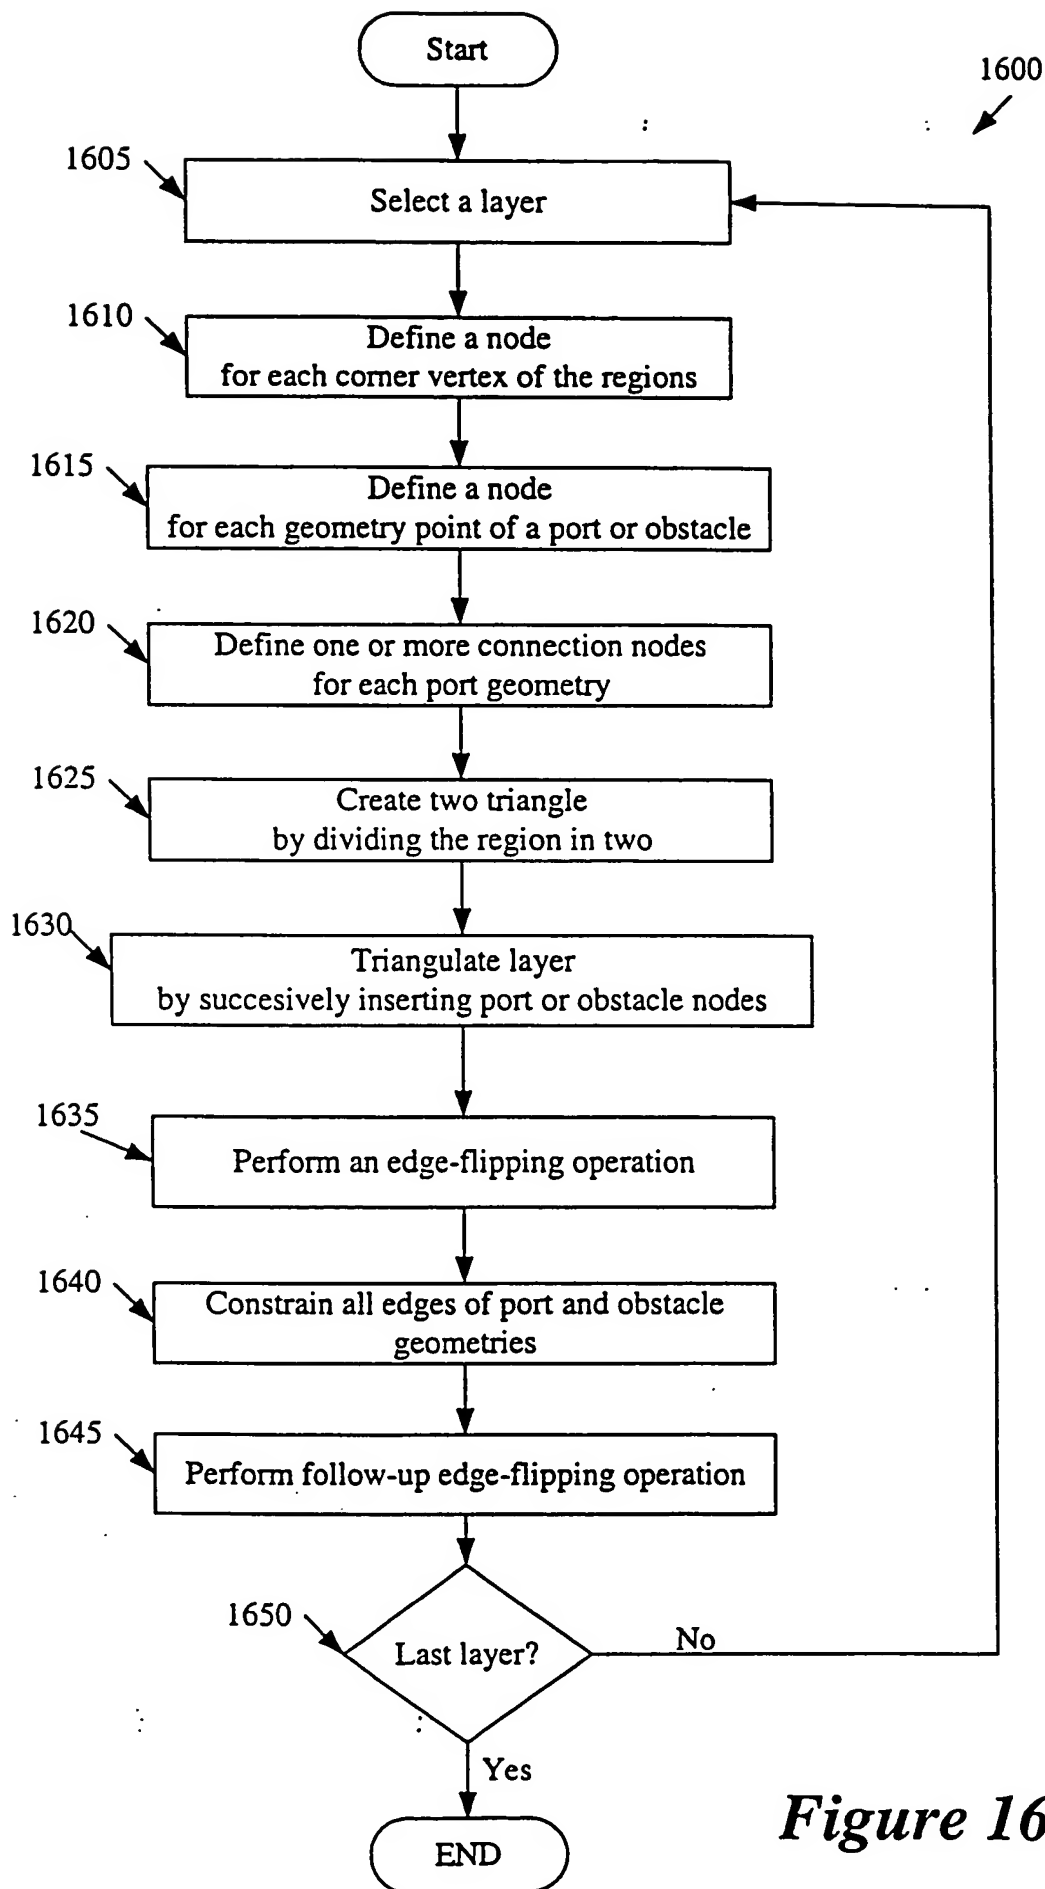 Start
1600
1605
Select a layer
1610
Define a node
for each corner vertex of the regions
1615
Define a node
for each geometry point of a port or obstacle
1620
Define one or more connection nodes
for each port geometry
1625
Create two triangle
by dividing the region in two
1630
Triangulate layer
by succesively inserting port or obstacle nodes
1635
Perform an edge-flipping operation
1640
Constrain all edges of port and obstacle
geometries
1645
Perform follow-up edge-flipping operation
1650
Last layer?
No
Yes
END
Figure 16